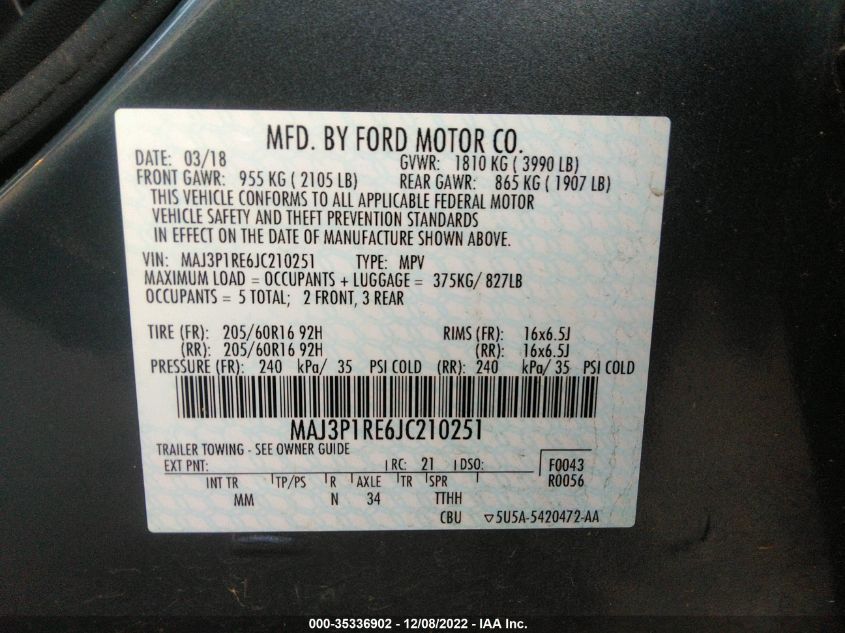 MFD. BY FORD MOTOR CO.
DATE: 03/18 GVWR: 1810 KG ( 3990 LB)
FRONT GAWR: 955 KG ( 2105 LB) REAR GAWR: 865 KG ( 1907 LB)
THIS VEHICLE CONFORMS TO ALL APPLICABLE FEDERAL MOTOR
VEHICLE SAFETY AND THEFT PREVENTION STANDARDS
IN EFFECT ON THE DATE OF MANUFACTURE SHOWN ABOVE.
VIN: MAJ3P1RE6JC210251 TYPE: MPV
MAXIMUM LOAD = OCCUPANTS + LUGGAGE = 375KG/ 827LB
OCCUPANTS = 5 TOTAL; 2 FRONT, 3 REAR
TIRE (FR): 205/60R16 92H RIMS (FR): 16x6.5J
(RR): 205/60R16 92H (RR): 16x6.5J
PRESSURE (FR): 240 kPa/ 35 PSI COLD (RR): 240 kPa/ 35 PSI COLD
MAJ3P1RE6JC210251
TRAILER TOWING - SEE OWNER GUIDE
EXT PNT: RC: 21 DSO: F0043
R0056
INT TR TP/PS R AXLE TR SPR
MM N 34 TTHH
CBU ▽5U5A-5420472-AA
000-35336902 - 12/08/2022 - IAA Inc.